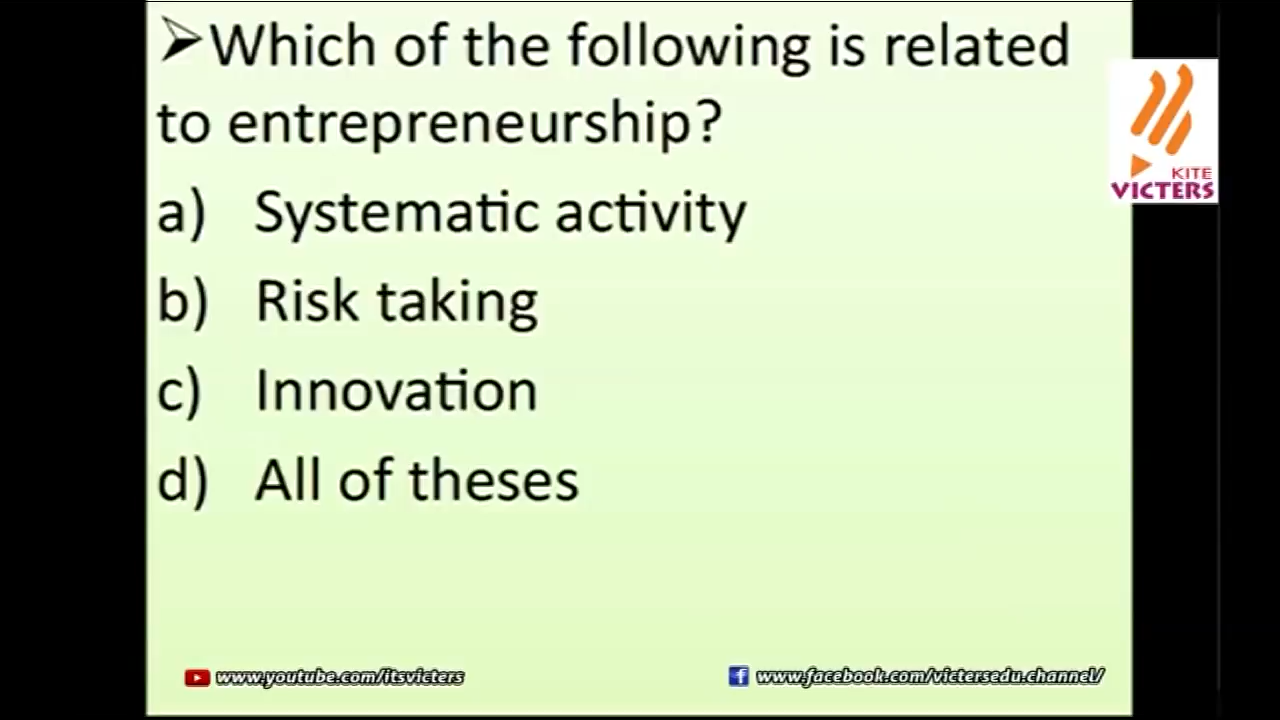 ➢Which of the following is related
to entrepreneurship?
a) Systematic activity
b) Risk taking
c) Innovation
d) All of theses
KITE
VICTERS
www.youtube.com/itsvicters
www.facebook.com/victersedu.channel/